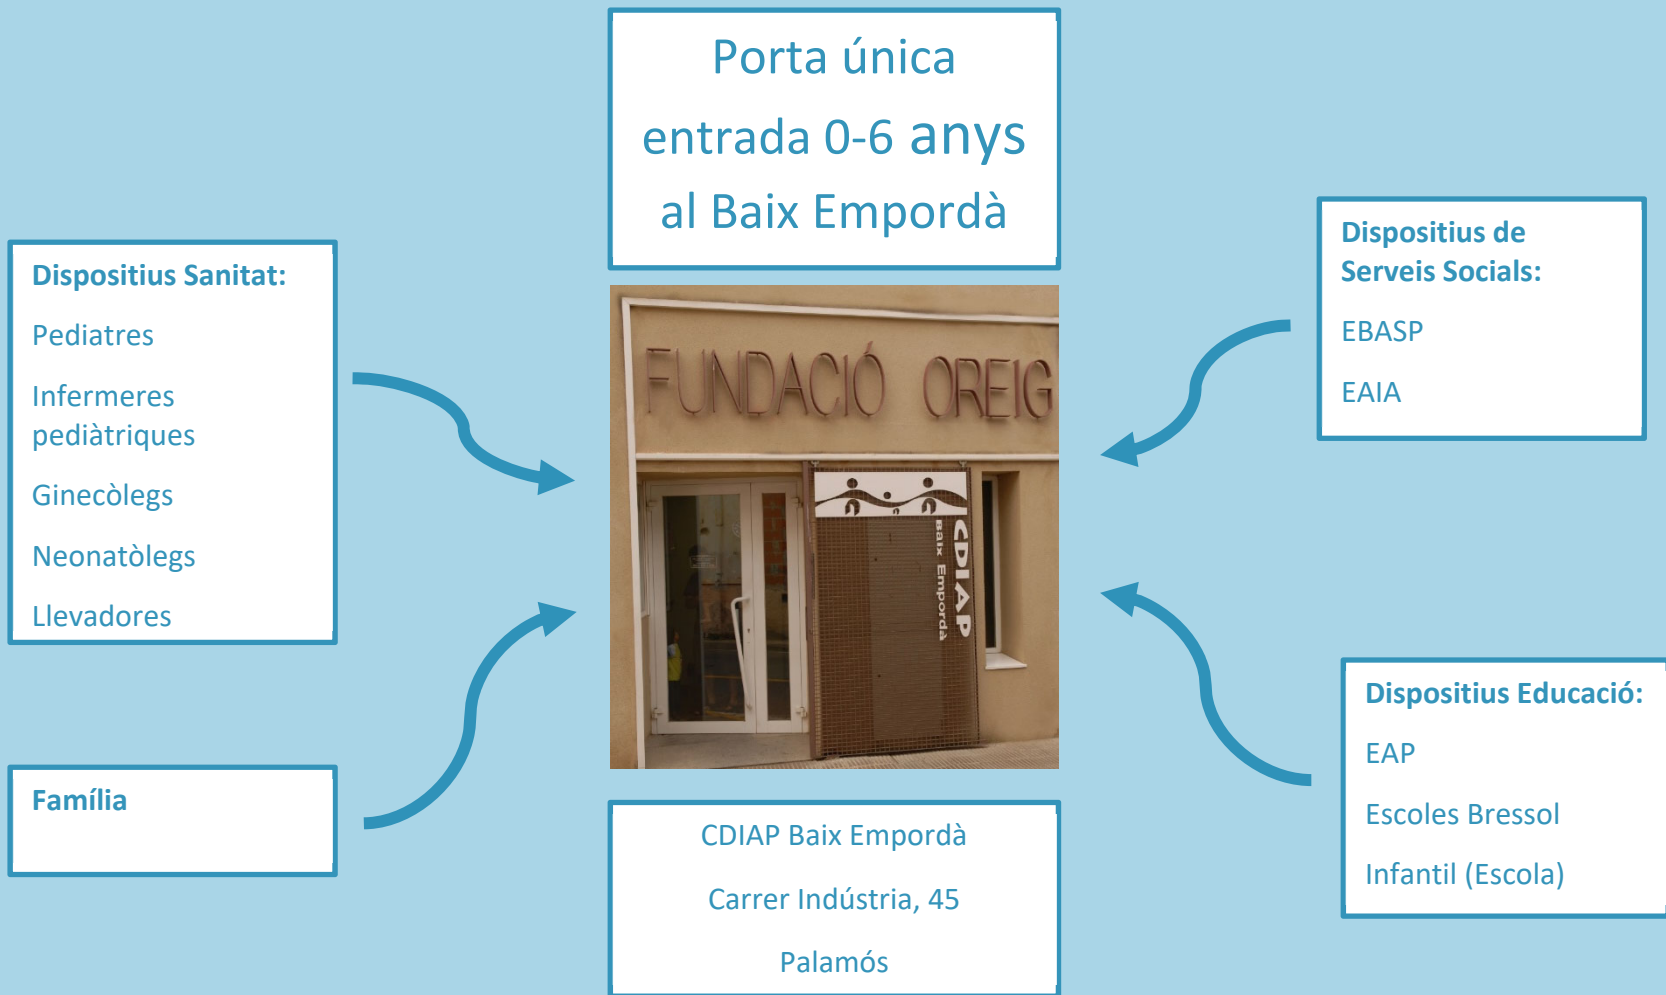 Porta única
entrada 0-6 anys
al Baix Empordà
Dispositius Sanitat:
Pediatres
Infermeres
pediàtriques
Ginecòlegs
Neonatòlegs
Llevadores
Família
FUNDACIÓ OREIG
CDIAP
Baix Empordà
CDIAP Baix Empordà
Carrer Indústria, 45
Palamós
Dispositius de
Serveis Socials:
EBASP
EAIA
Dispositius Educació:
EAP
Escoles Bressol
Infantil (Escola)